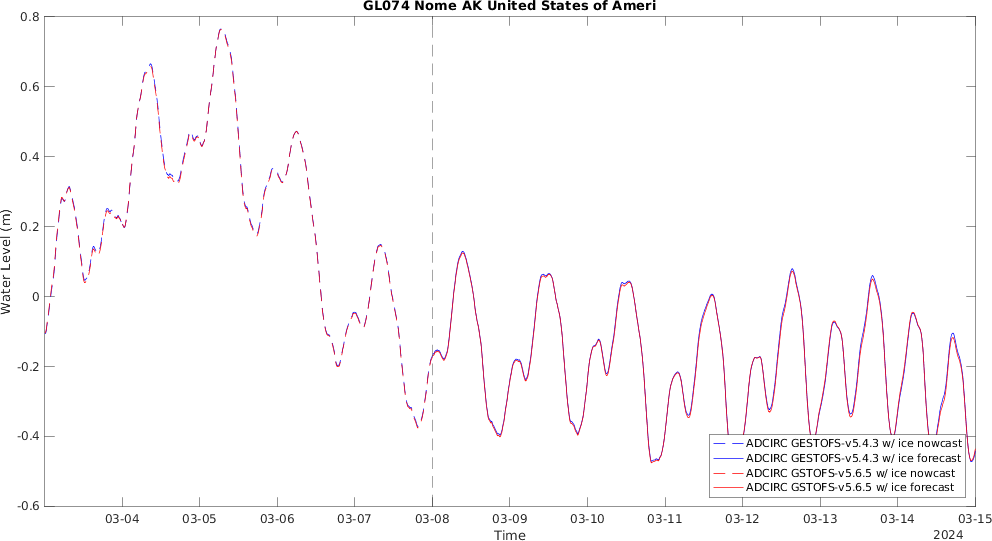 GL074 Nome AK United States of Ameri
Water Level (m)
0.8
0.6
0.4
0.2
0
-0.2
-0.4
-0.6
03-04 03-05 03-06 03-07 03-08 03-09 03-10 03-11 03-12 03-13 03-14 03-15
Time
2024
ADCIRC GESTOFS-v5.4.3 w/ ice nowcast
ADCIRC GESTOFS-v5.4.3 w/ ice forecast
ADCIRC GSTOFS-v5.6.5 w/ ice nowcast
ADCIRC GSTOFS-v5.6.5 w/ ice forecast